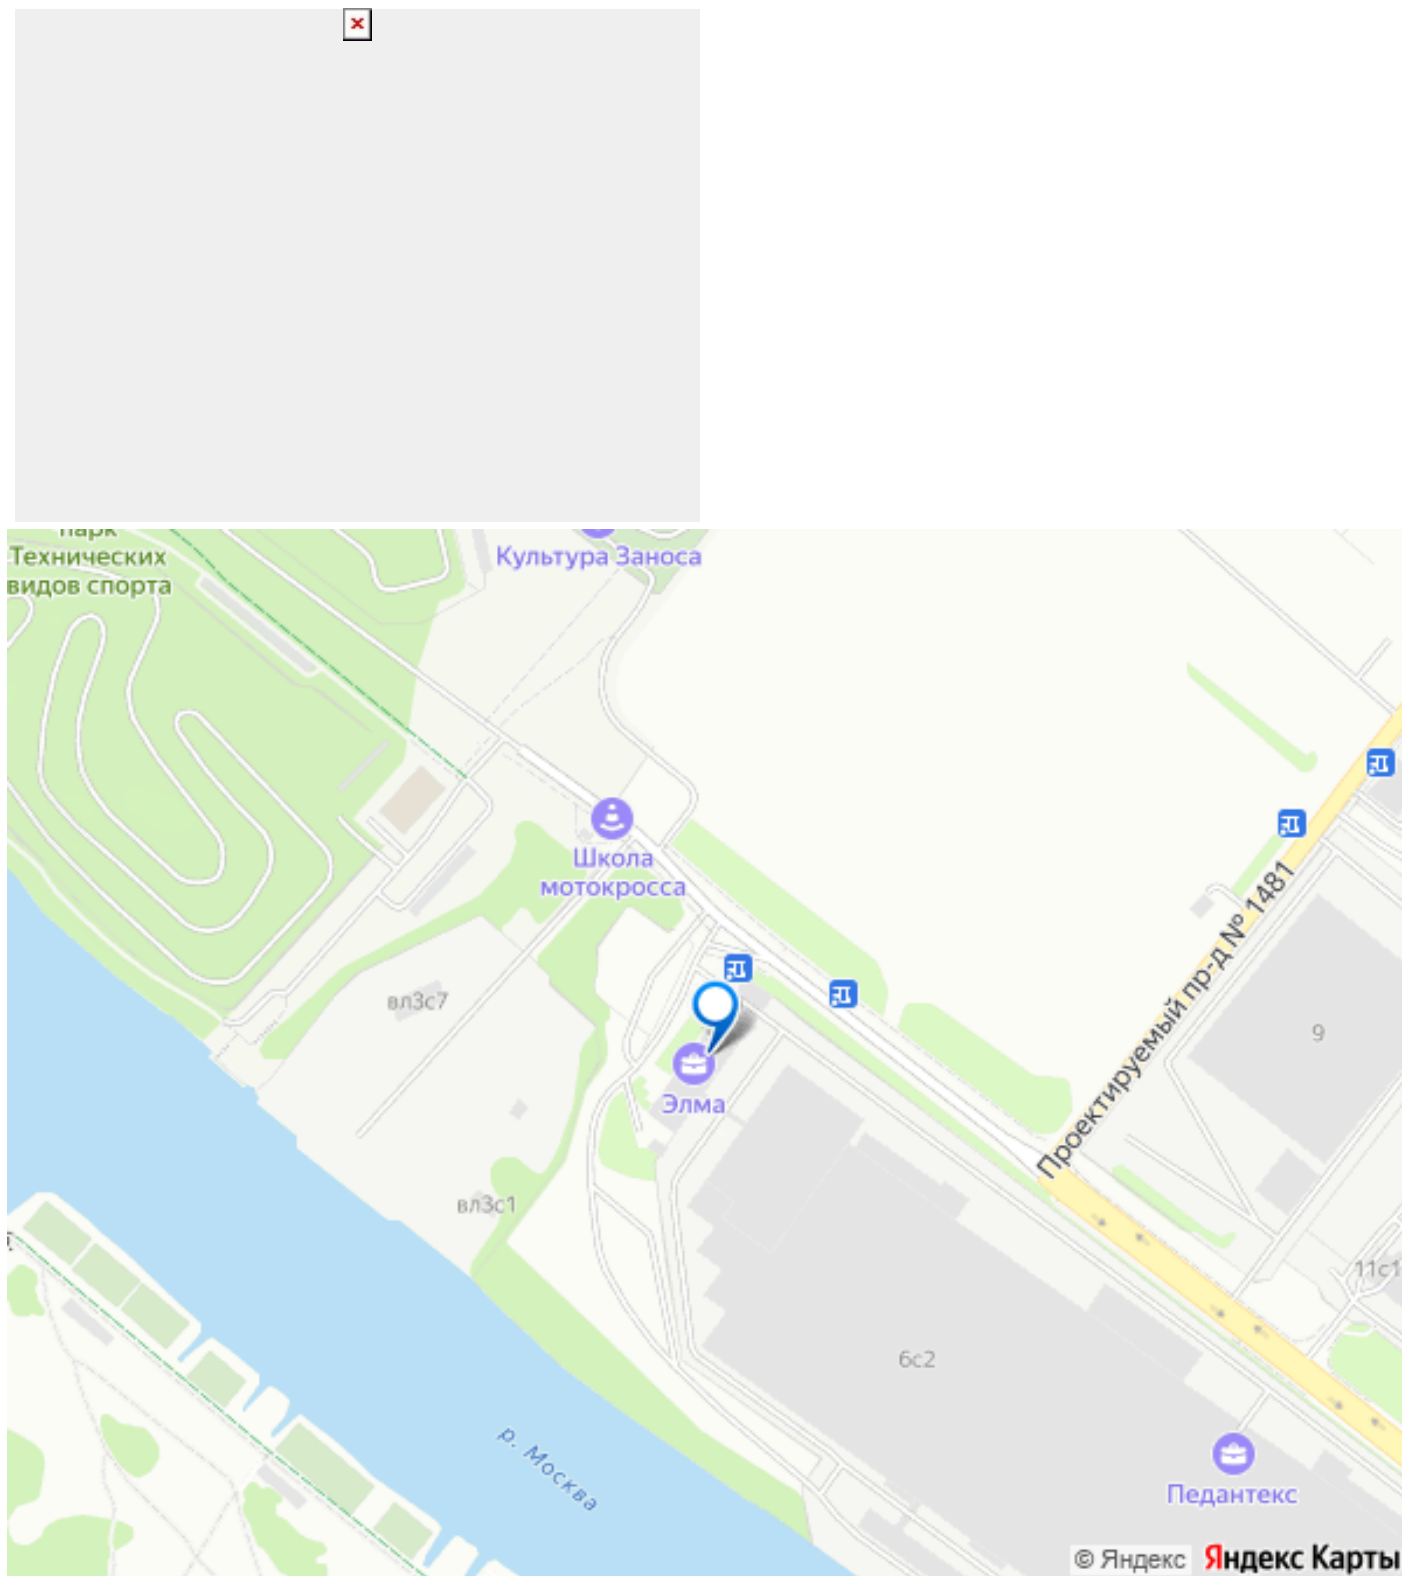 парк
Технических
видов спорта
Культура Заноса
Школа
мотокросса
Проектируемый пр-д № 1481
вл3с7
9
Элма
вл3с1
11с1
6с2
р. Москва
Педантекс
© Яндекс Яндекс Карты